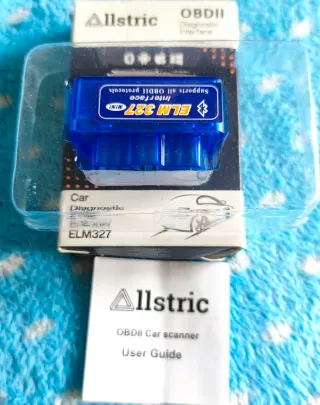 Allstric
OBDII
Diagnostic
Interface
Supports all OBDII protocols
Interface
ELM 327
MINI
Car
Diagnostic
ELM327
Allstric
OBDII Car scanner
User Guide